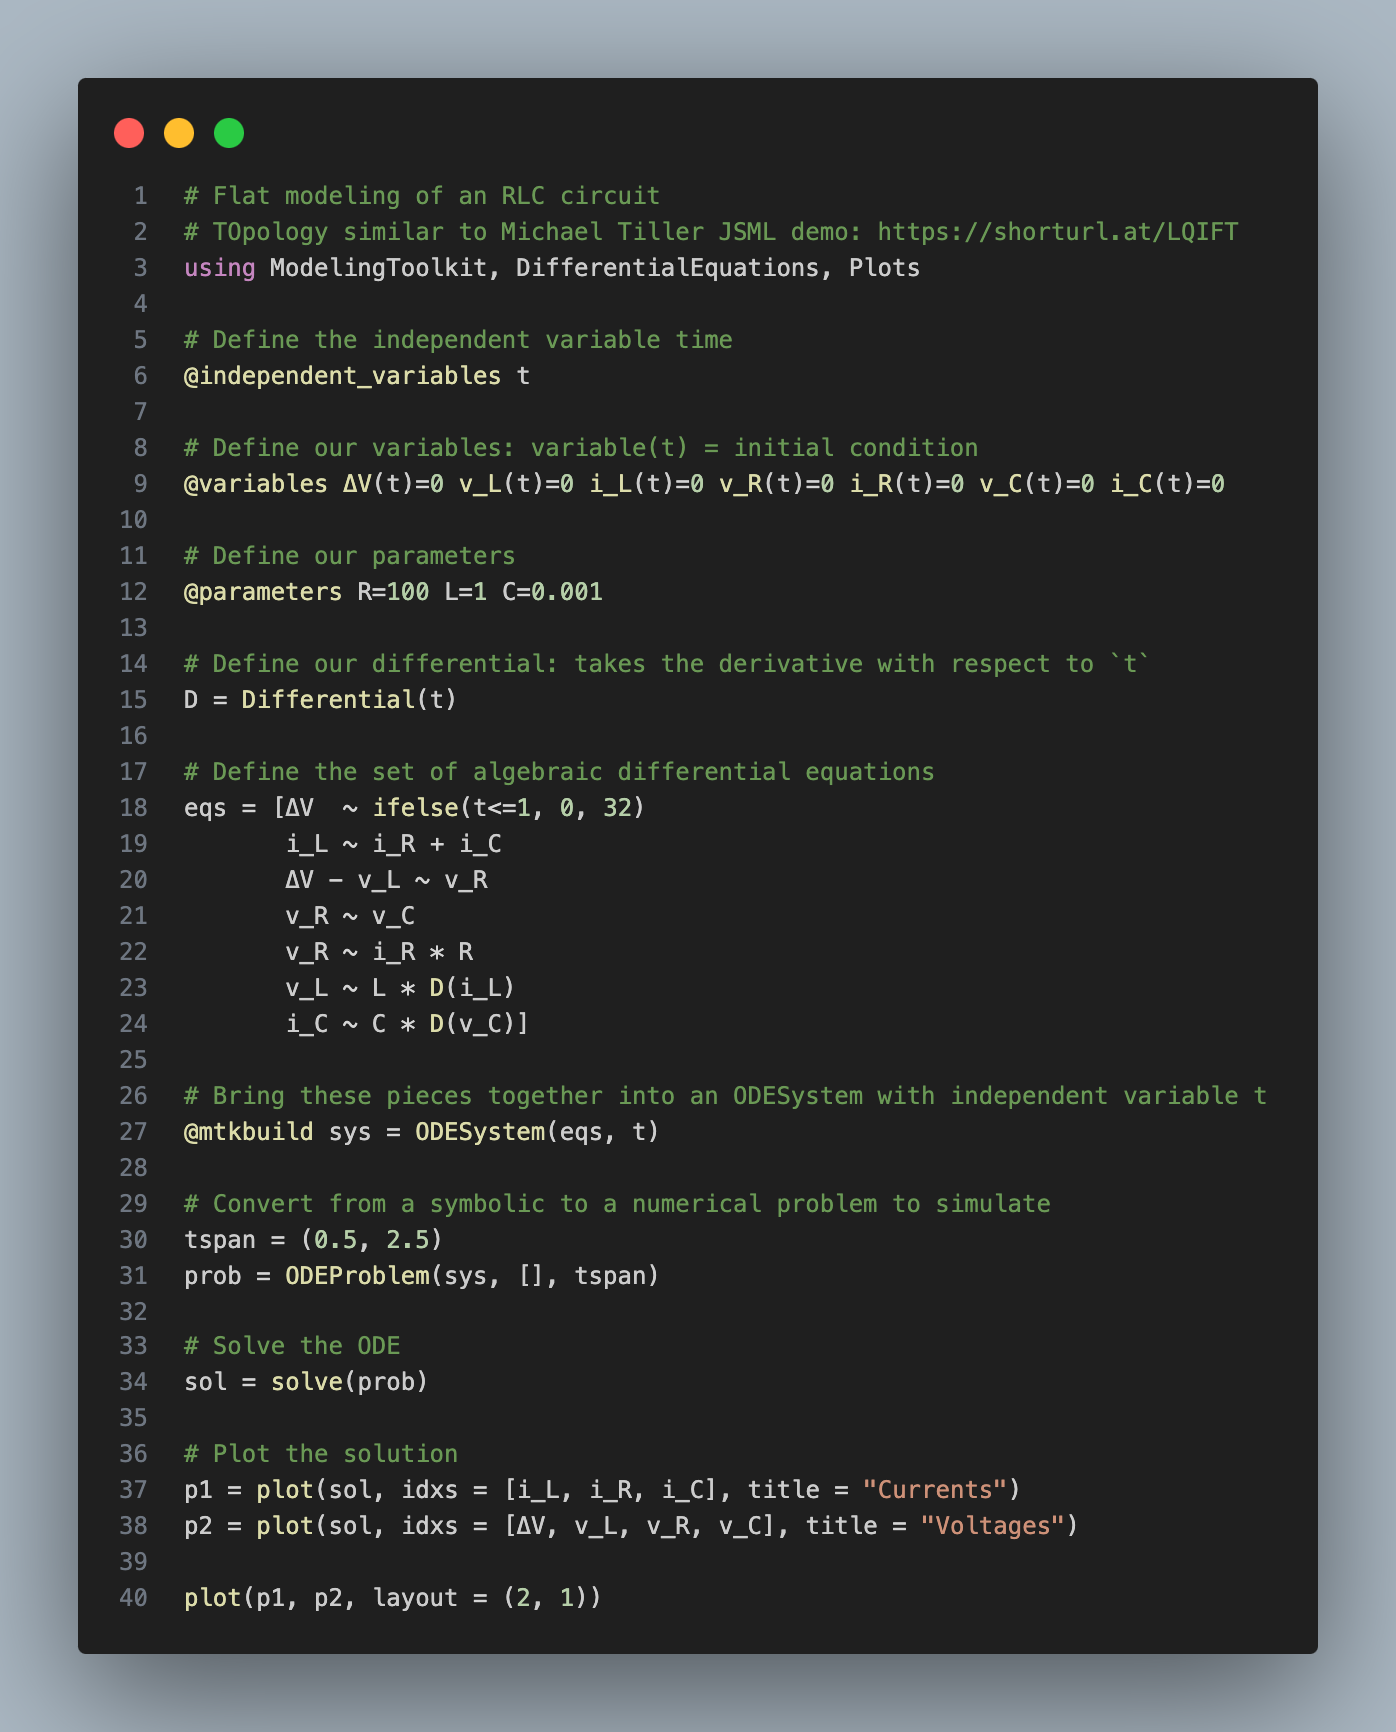 1 # Flat modeling of an RLC circuit
2 # TOpology similar to Michael Tiller JSML demo: https://shorturl.at/LQIFT
3 using ModelingToolkit, DifferentialEquations, Plots
4
5 # Define the independent variable time
6 @independent_variables t
7
8 # Define our variables: variable(t) = initial condition
9 @variables ΔV(t)=0 v_L(t)=0 i_L(t)=0 v_R(t)=0 i_R(t)=0 v_C(t)=0 i_C(t)=0
10
11 # Define our parameters
12 @parameters R=100 L=1 C=0.001
13
14 # Define our differential: takes the derivative with respect to `t`
15 D = Differential(t)
16
17 # Define the set of algebraic differential equations
18 eqs = [ΔV  ~ ifelse(t<=1, 0, 32)
19        i_L ~ i_R + i_C
20        ΔV - v_L ~ v_R
21        v_R ~ v_C
22        v_R ~ i_R * R
23        v_L ~ L * D(i_L)
24        i_C ~ C * D(v_C)]
25
26 # Bring these pieces together into an ODESystem with independent variable t
27 @mtkbuild sys = ODESystem(eqs, t)
28
29 # Convert from a symbolic to a numerical problem to simulate
30 tspan = (0.5, 2.5)
31 prob = ODEProblem(sys, [], tspan)
32
33 # Solve the ODE
34 sol = solve(prob)
35
36 # Plot the solution
37 p1 = plot(sol, idxs = [i_L, i_R, i_C], title = "Currents")
38 p2 = plot(sol, idxs = [ΔV, v_L, v_R, v_C], title = "Voltages")
39
40 plot(p1, p2, layout = (2, 1))